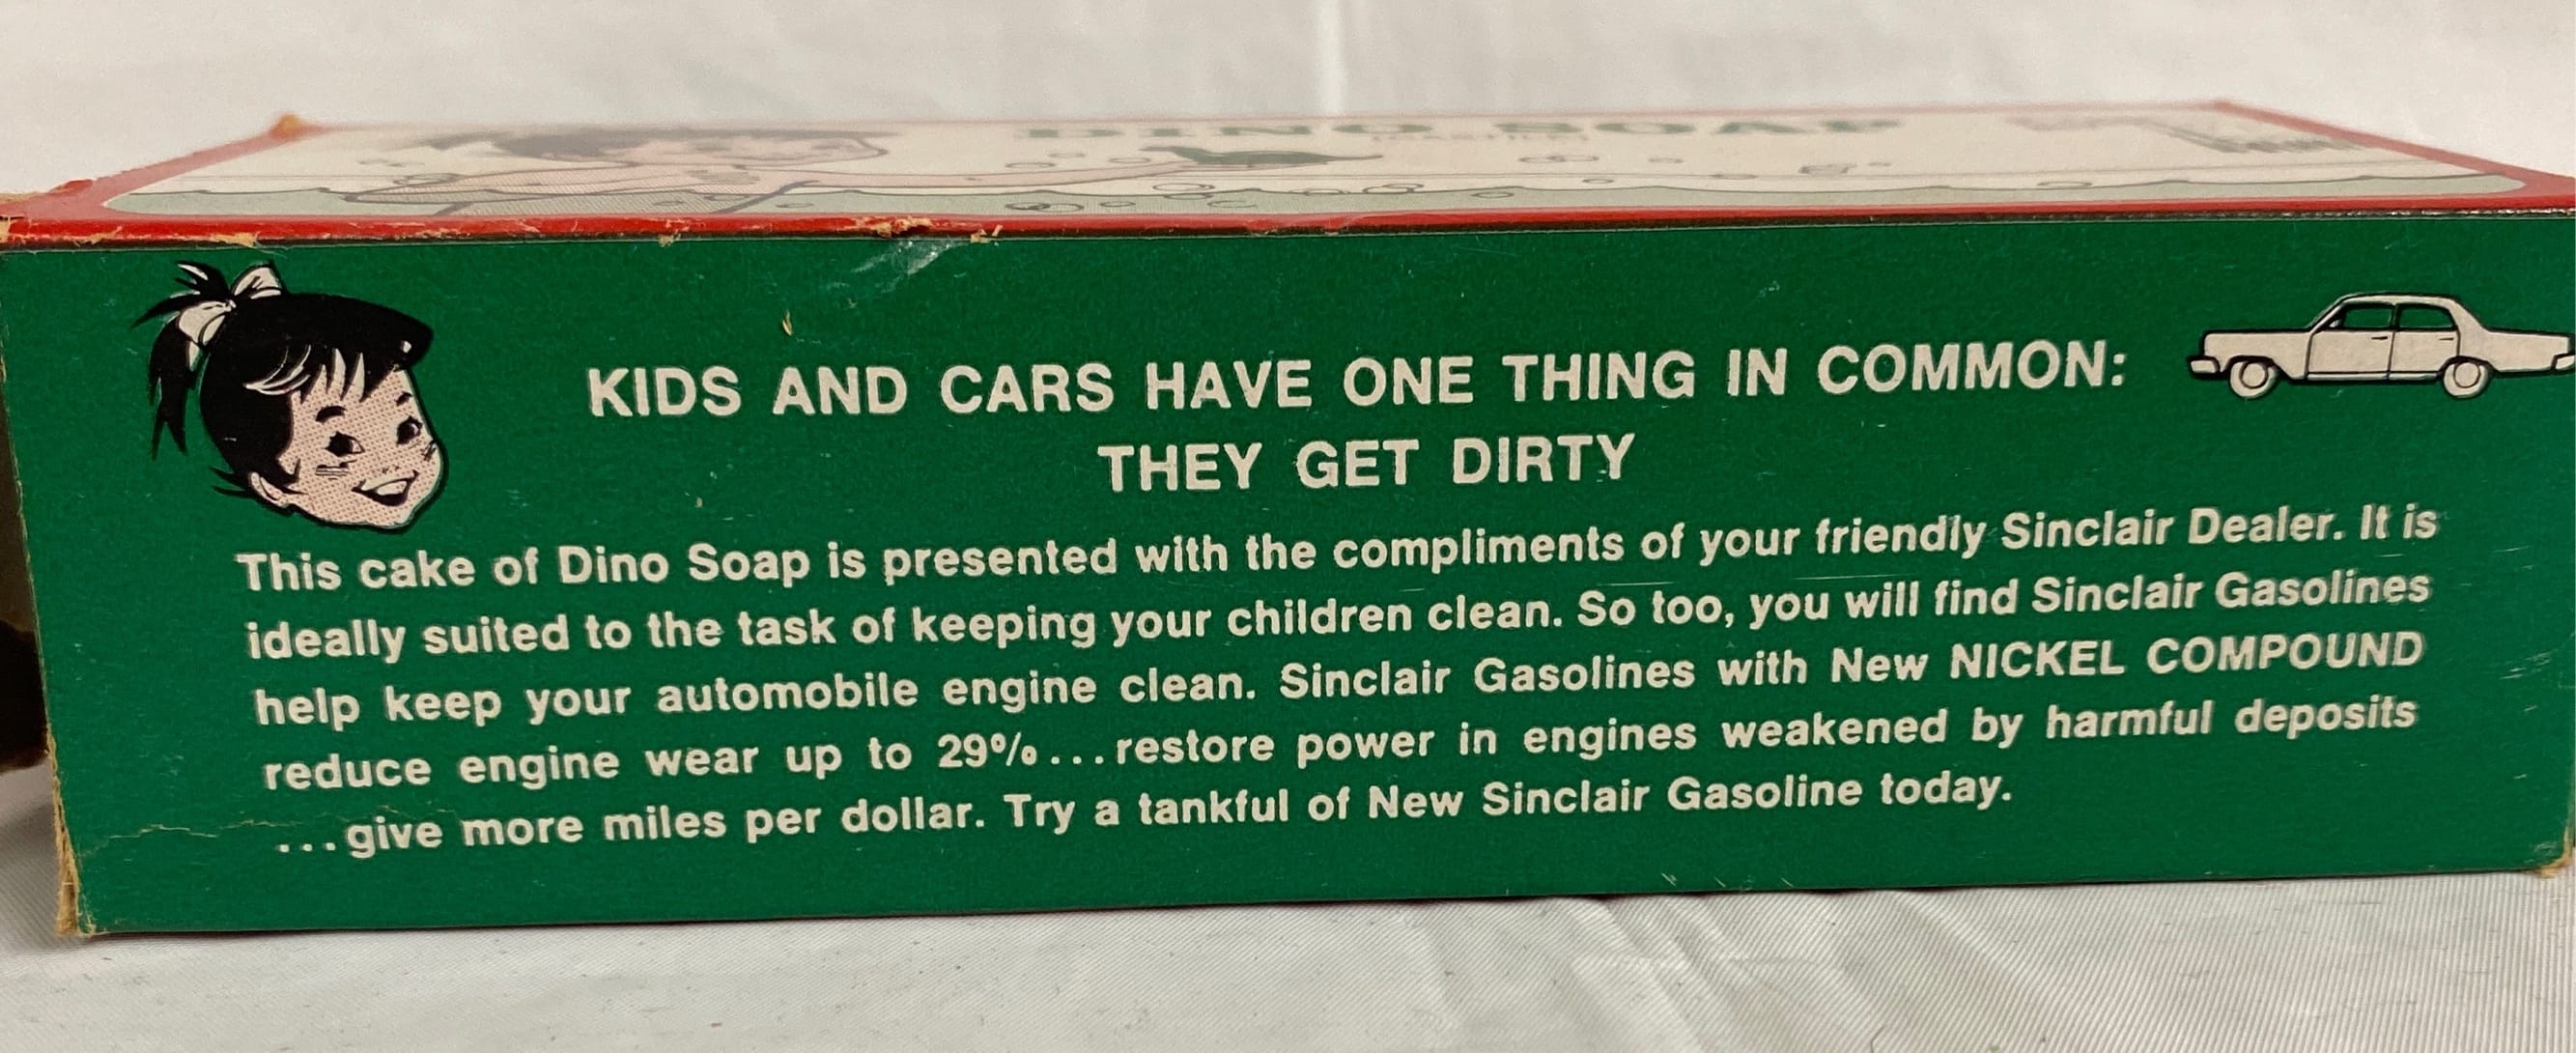 DINO SOAP
KIDS AND CARS HAVE ONE THING IN COMMON:
THEY GET DIRTY
This cake of Dino Soap is presented with the compliments of your friendly Sinclair Dealer. It is
ideally suited to the task of keeping your children clean. So too, you will find Sinclair Gasolines
help keep your automobile engine clean. Sinclair Gasolines with New NICKEL COMPOUND
reduce engine wear up to 29%...restore power in engines weakened by harmful deposits
...give more miles per dollar. Try a tankful of New Sinclair Gasoline today.